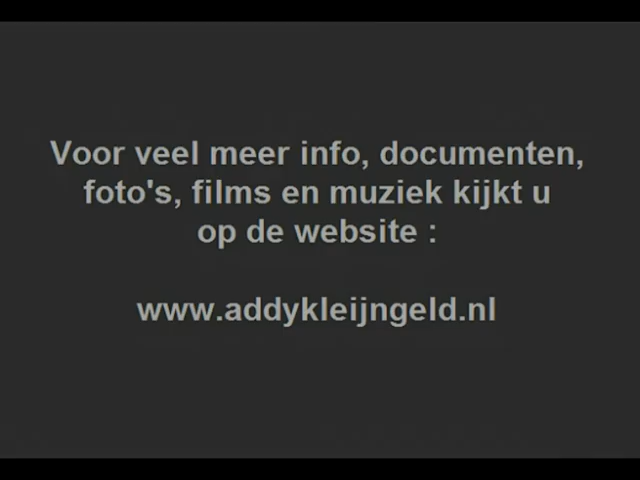 Voor veel meer info, documenten,
foto's, films en muziek kijkt u
op de website :
www.addykleijngeld.nl